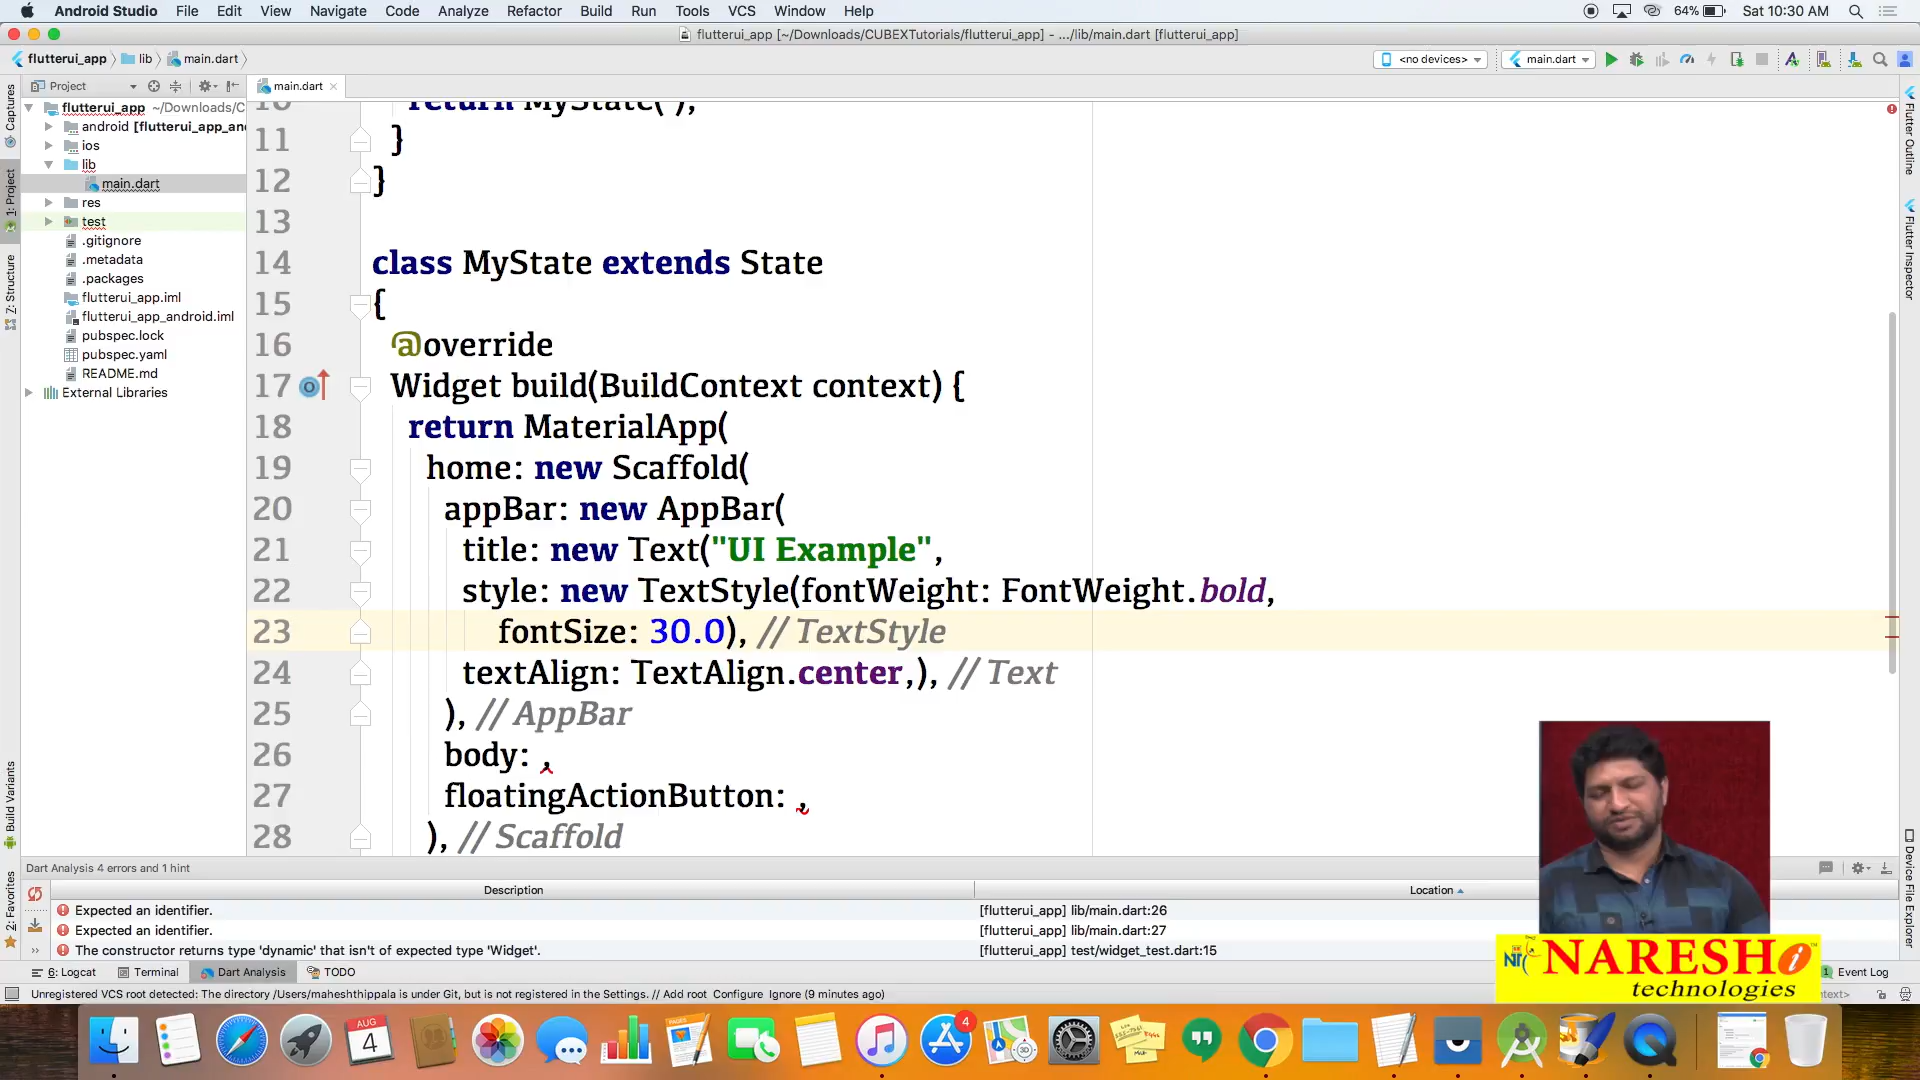 Android Studio File Edit View Navigate Code Analyze Refactor Build Run Tools VCS Window Help 64% Sat 10:30 AM
flutterui_app [~/Downloads/CUBEXTutorials/flutterui_app] - .../lib/main.dart [flutterui_app]
flutterui_app lib main.dart <no devices> main.dart
Project main.dart
flutterui_app ~/Downloads/C
android [flutterui_app_an
ios
lib
main.dart
res
test
.gitignore
.metadata
.packages
flutterui_app.iml
flutterui_app_android.iml
pubspec.lock
pubspec.yaml
README.md
External Libraries
Captures
1: Project
Z: Structure
Build Variants
2: Favorites
10 return MyState();
11 }
12 }
13
14 class MyState extends State
15 {
16 @override
17 Widget build(BuildContext context) {
18 return MaterialApp(
19 home: new Scaffold(
20 appBar: new AppBar(
21 title: new Text("UI Example",
22 style: new TextStyle(fontWeight: FontWeight.bold,
23 fontSize: 30.0), // TextStyle
24 textAlign: TextAlign.center,), // Text
25 ), // AppBar
26 body: ,
27 floatingActionButton: ,
28 ), // Scaffold
Flutter Outline
Flutter Inspector
Device File Explorer
Dart Analysis 4 errors and 1 hint
Description Location
Expected an identifier. [flutterui_app] lib/main.dart:26
Expected an identifier. [flutterui_app] lib/main.dart:27
The constructor returns type 'dynamic' that isn't of expected type 'Widget'. [flutterui_app] test/widget_test.dart:15
6: Logcat Terminal Dart Analysis TODO 1 Event Log
Unregistered VCS root detected: The directory /Users/maheshthippala is under Git, but is not registered in the Settings. // Add root Configure Ignore (9 minutes ago)
NARESH i
technologies
AUG
4
4